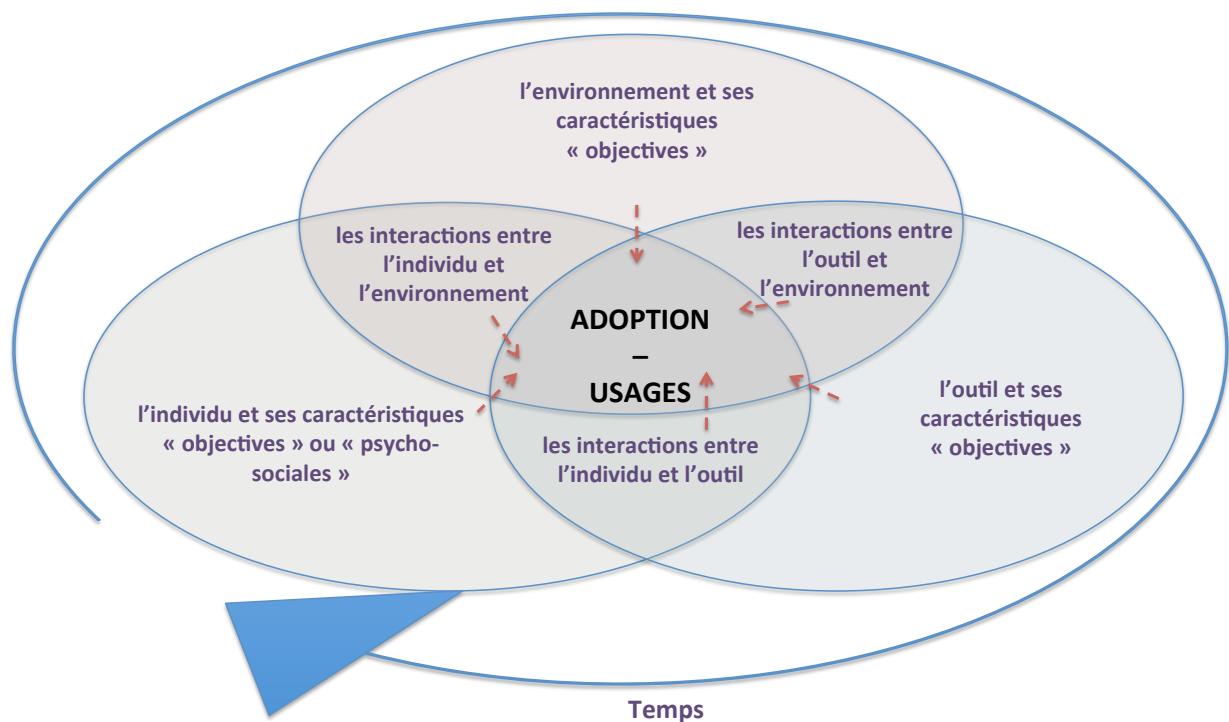 l’environnement et ses
caractéristiques
« objectives »
les interactions entre
l’individu et
l’environnement
les interactions entre
l’outil et
l’environnement
ADOPTION
–
USAGES
l’individu et ses caractéristiques
« objectives » ou « psycho-
sociales »
l’outil et ses
caractéristiques
« objectives »
les interactions entre
l’individu et l’outil
Temps